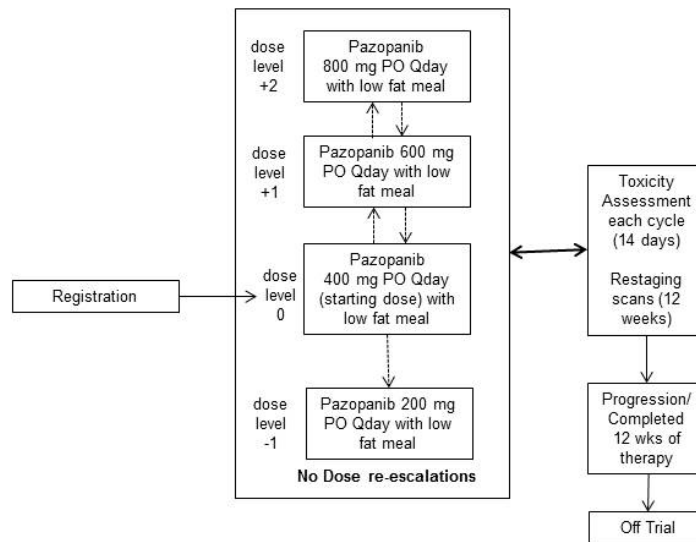 Registration
dose
level
+2
Pazopanib
800 mg PO Qday
with low fat meal
dose
level
+1
Pazopanib 600 mg
PO Qday with low
fat meal
dose
level
0
Pazopanib
400 mg PO Qday
(starting dose) with
low fat meal
dose
level
-1
Pazopanib 200 mg
PO Qday with low
fat meal
No Dose re-escalations
Toxicity
Assessment
each cycle
(14 days)
Restaging
scans (12
weeks)
Progression/
Completed
12 wks of
therapy
Off Trial